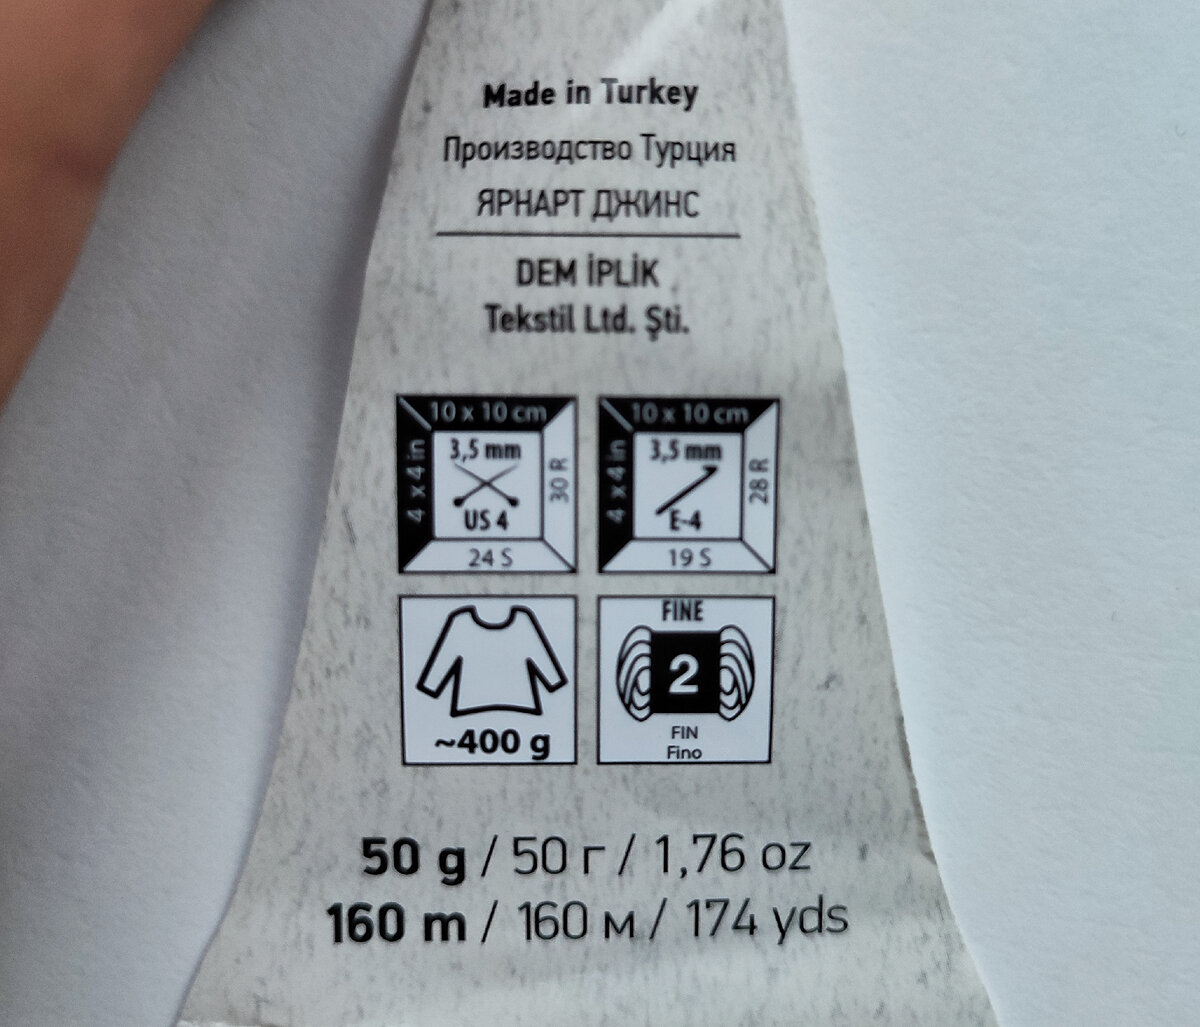 Made in Turkey
Производство Турция
ЯРНАРТ ДЖИНС
DEM İPLİK
Tekstil Ltd. Şti.
10 x 10 cm
4 x 4 in
3,5 mm
US 4
30 R
24 S
10 x 10 cm
4 x 4 in
3,5 mm
E-4
28 R
19 S
~400 g
FINE
2
FIN
Fino
50 g / 50 г / 1,76 oz
160 m / 160 м / 174 yds